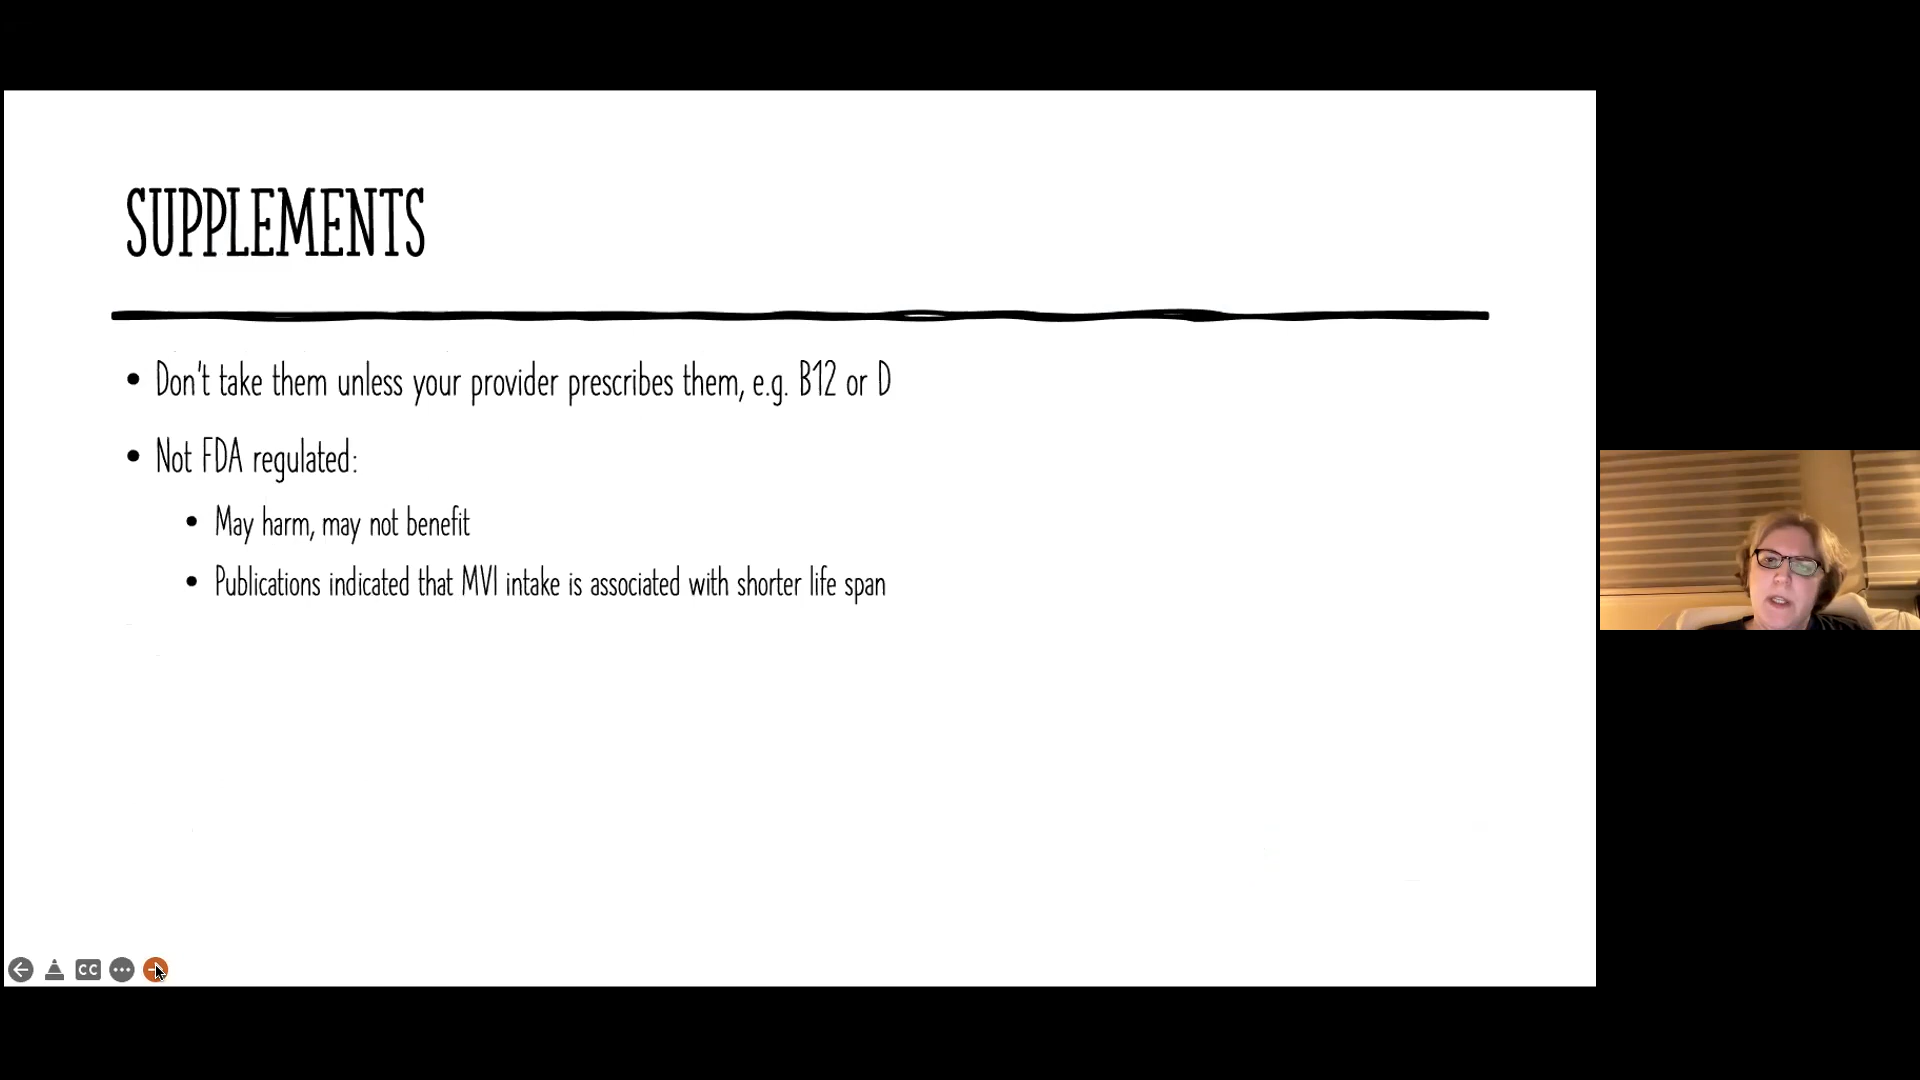 SUPPLEMENTS
• Don't take them unless your provider prescribes them, e.g. B12 or D
• Not FDA regulated:
• May harm, may not benefit
• Publications indicated that MVI intake is associated with shorter life span
CC